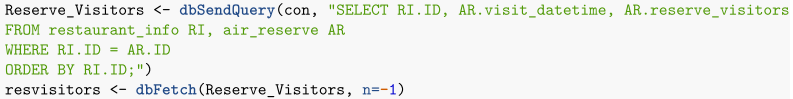 Reserve_Visitors <- dbSendQuery(con, "SELECT RI.ID, AR.visit_datetime, AR.reserve_visitors
FROM restaurant_info RI, air_reserve AR
WHERE RI.ID = AR.ID
ORDER BY RI.ID;")
resvisitors <- dbFetch(Reserve_Visitors, n=-1)